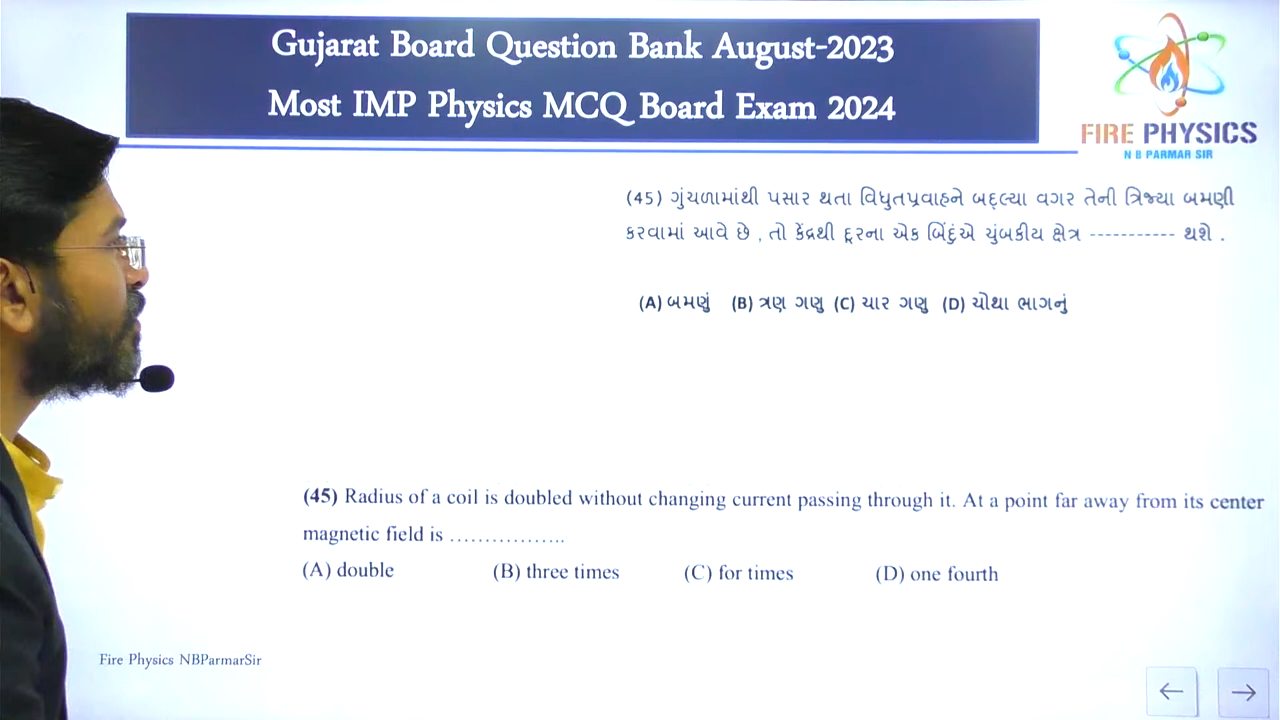 Gujarat Board Question Bank August-2023
Most IMP Physics MCQ Board Exam 2024
FIRE PHYSICS
N B PARMAR SIR
(45) ગુંચળામાંથી પસાર થતા વિધુતપ્રવાહને બદ્દલ્યા વગર તેની ત્રિજ્યા બમણી
કરવામાં આવે છે , તો કેંદ્રથી દૂરના એક બિંદુંએ ચુંબકીય ક્ષેત્ર ----------- થશે .
(A) બમણું (B) ત્રણ ગણુ (C) ચાર ગણુ (D) ચોથા ભાગનું
(45) Radius of a coil is doubled without changing current passing through it. At a point far away from its center
magnetic field is ……………..
(A) double (B) three times (C) for times (D) one fourth
Fire Physics NBParmarSir